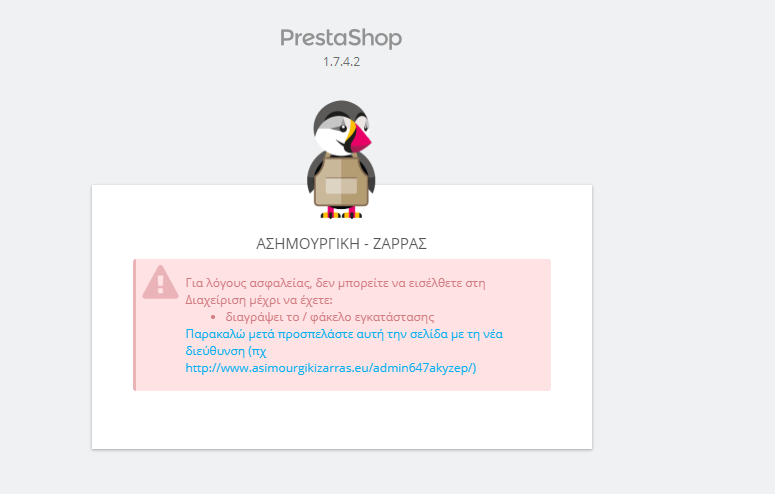 PrestaShop
1.7.4.2
ΑΣΗΜΟΥΡΓΙΚΗ - ΖΑΡΡΑΣ
Για λόγους ασφαλείας, δεν μπορείτε να εισέλθετε στη
Διαχείριση μέχρι να έχετε:
• διαγράψει το / φάκελο εγκατάστασης
Παρακαλώ μετά προσπελάστε αυτή την σελίδα με τη νέα
διεύθυνση (πχ
http://www.asimourgikizarras.eu/admin647akyzep/)